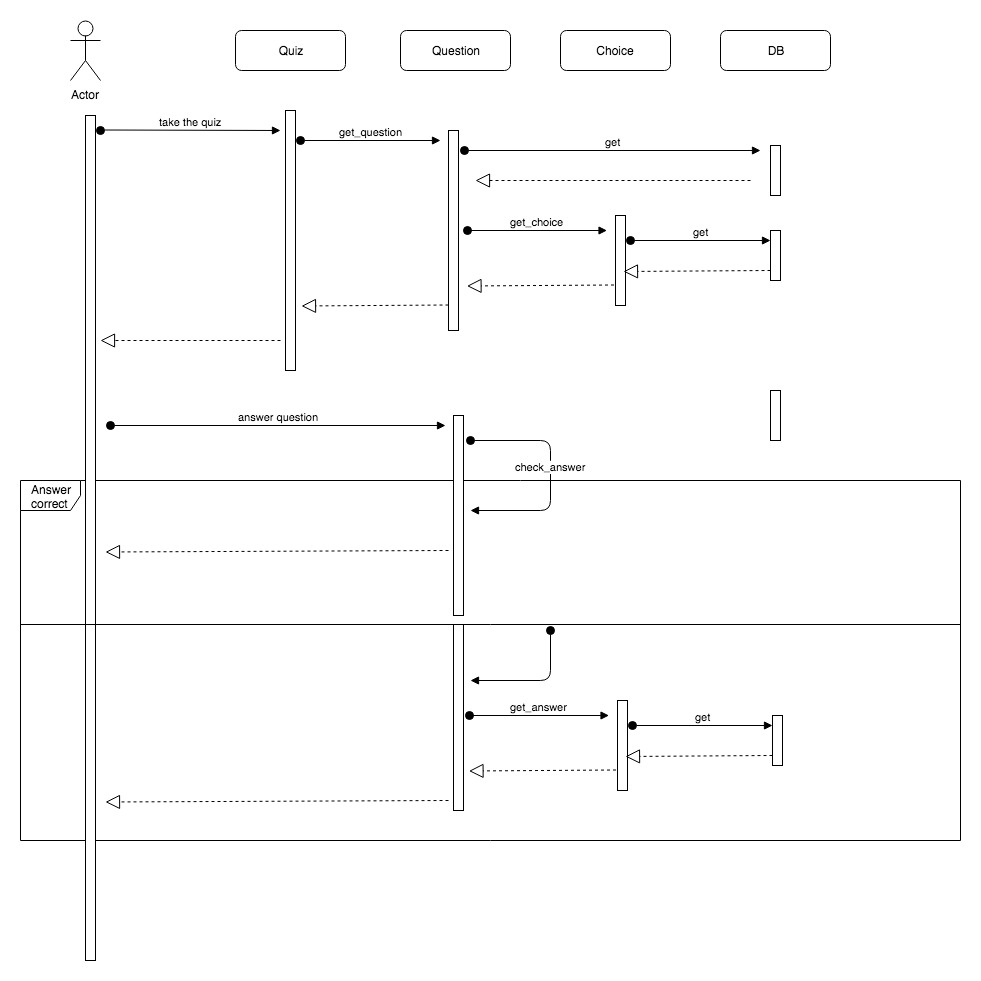 Quiz
Question
Choice
DB
Actor
take the quiz
get_question
get
get_choice
get
answer question
check_answer
Answer
correct
get_answer
get